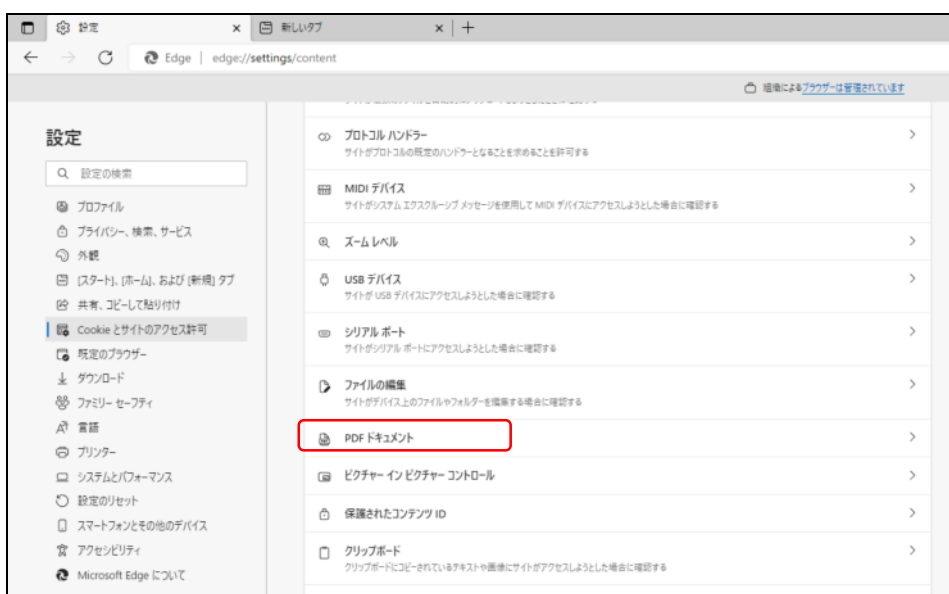 設定
新しいタブ
Edge | edge://settings/content
組織によるブラウザーは管理されています
設定
設定の検索
プロファイル
プライバシー、検索、サービス
外観
[スタート]、[ホーム]、および [新規] タブ
共有、コピーして貼り付け
Cookie とサイトのアクセス許可
既定のブラウザー
ダウンロード
ファミリー セーフティ
言語
プリンター
システムとパフォーマンス
設定のリセット
スマートフォンとその他のデバイス
アクセシビリティ
Microsoft Edge について
プロトコル ハンドラー
サイトがプロトコルの既定のハンドラーとなることを求めることを許可する
MIDI デバイス
サイトがシステム エクスクルーシブ メッセージを使用して MIDI デバイスにアクセスしようとした場合に確認する
ズーム レベル
USB デバイス
サイトが USB デバイスにアクセスしようとした場合に確認する
シリアル ポート
サイトがシリアル ポートにアクセスしようとした場合に確認する
ファイルの編集
サイトがデバイス上のファイルやフォルダーを編集する場合に確認する
PDF ドキュメント
ピクチャー イン ピクチャー コントロール
保護されたコンテンツ ID
クリップボード
クリップボードにコピーされているテキストや画像にサイトがアクセスしようとした場合に確認する